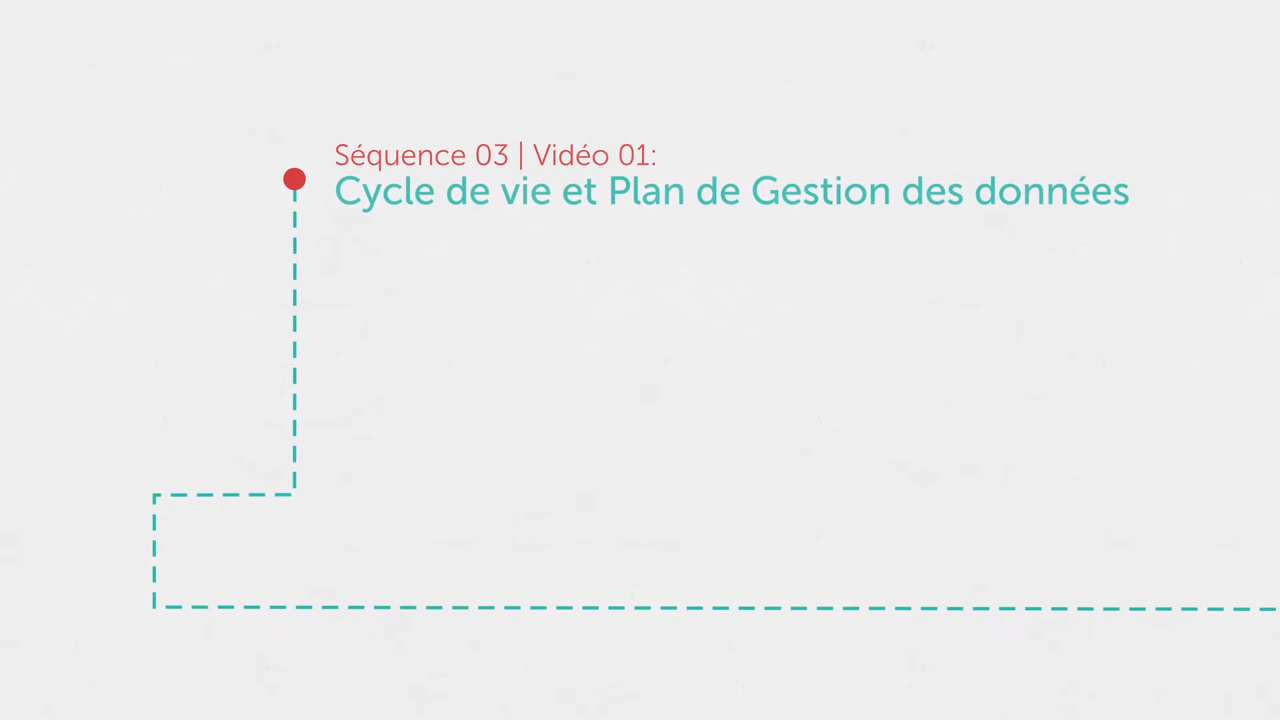 Séquence 03 | Vidéo 01:
Cycle de vie et Plan de Gestion des données